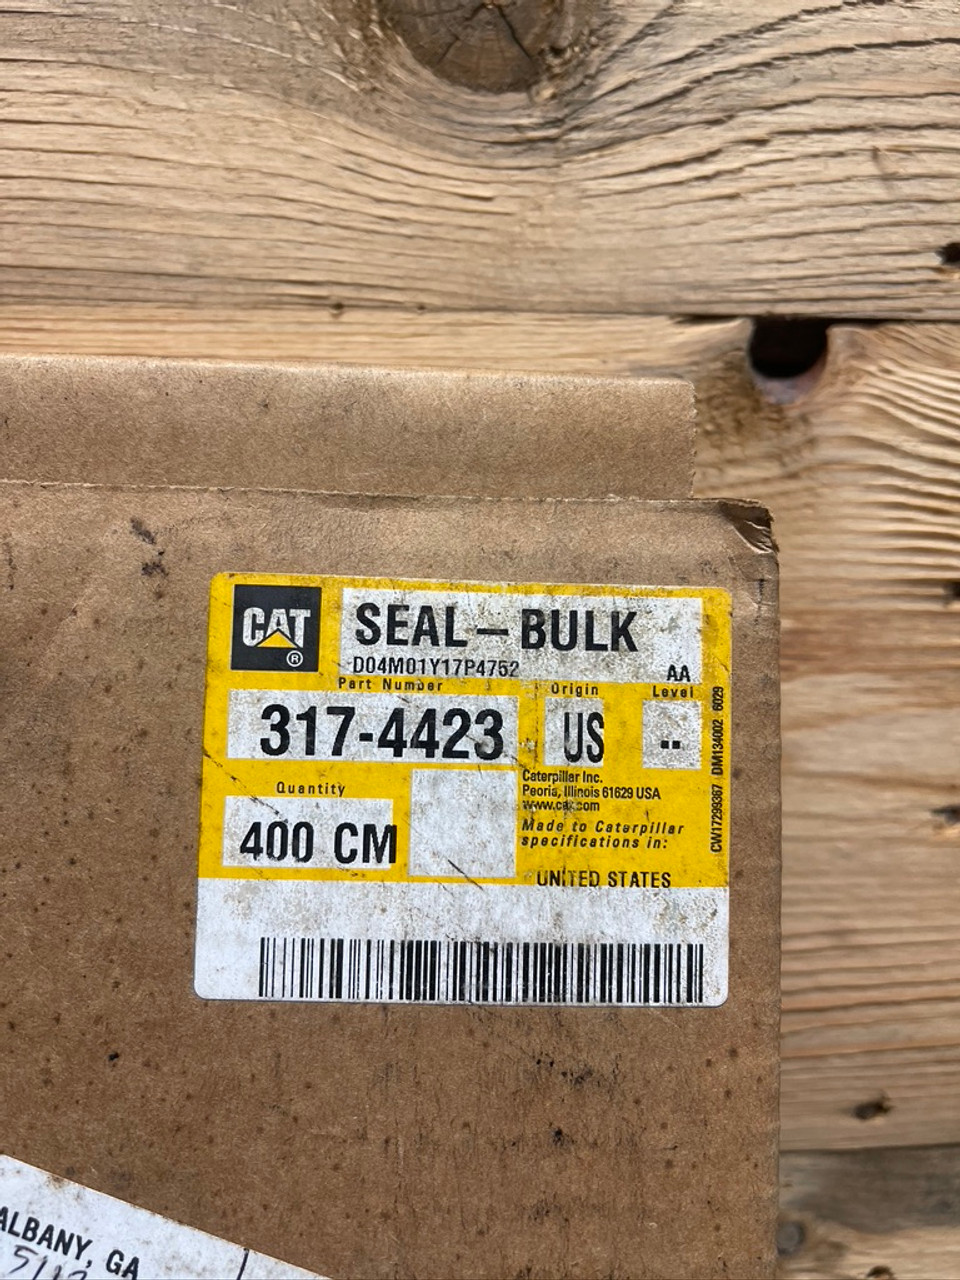 CAT
®
SEAL – BULK
D04M01Y17P4752
AA
Part Number
Origin
Level
317-4423
US
--
Quantity
400 CM
Caterpillar Inc.
Peoria, Illinois 61629 USA
www.cat.com
Made to Caterpillar
specifications in:
UNITED STATES
CW17299367 DM134002 6029
ALBANY, GA